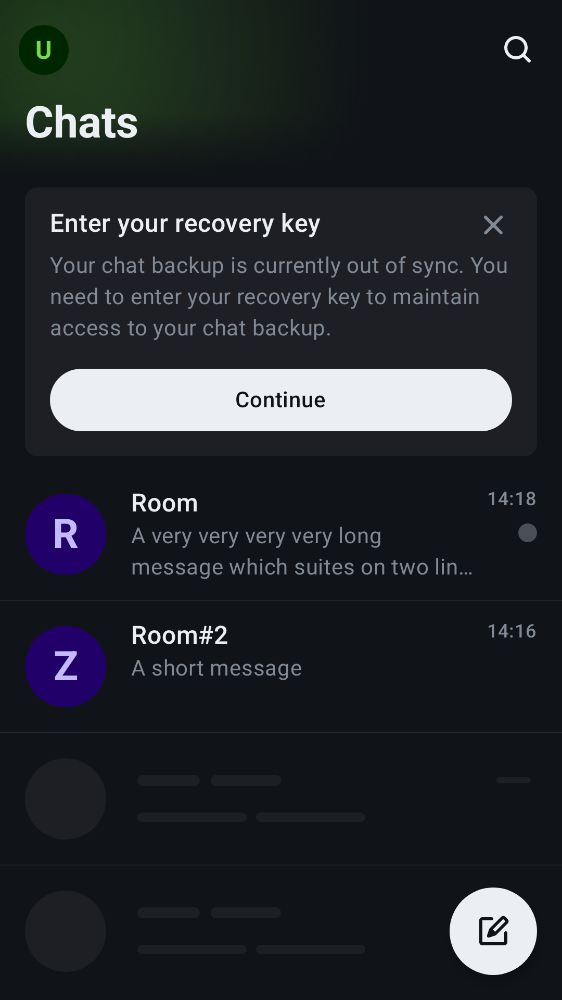 U
Chats
Enter your recovery key
Your chat backup is currently out of sync. You
need to enter your recovery key to maintain
access to your chat backup.
Continue
R
Room
14:18
A very very very very long
message which suites on two lin…
Z
Room#2
14:16
A short message